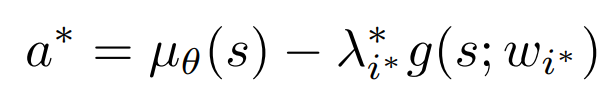 a* = μ_θ(s) − λ*_{i*} g(s; w_{i*})